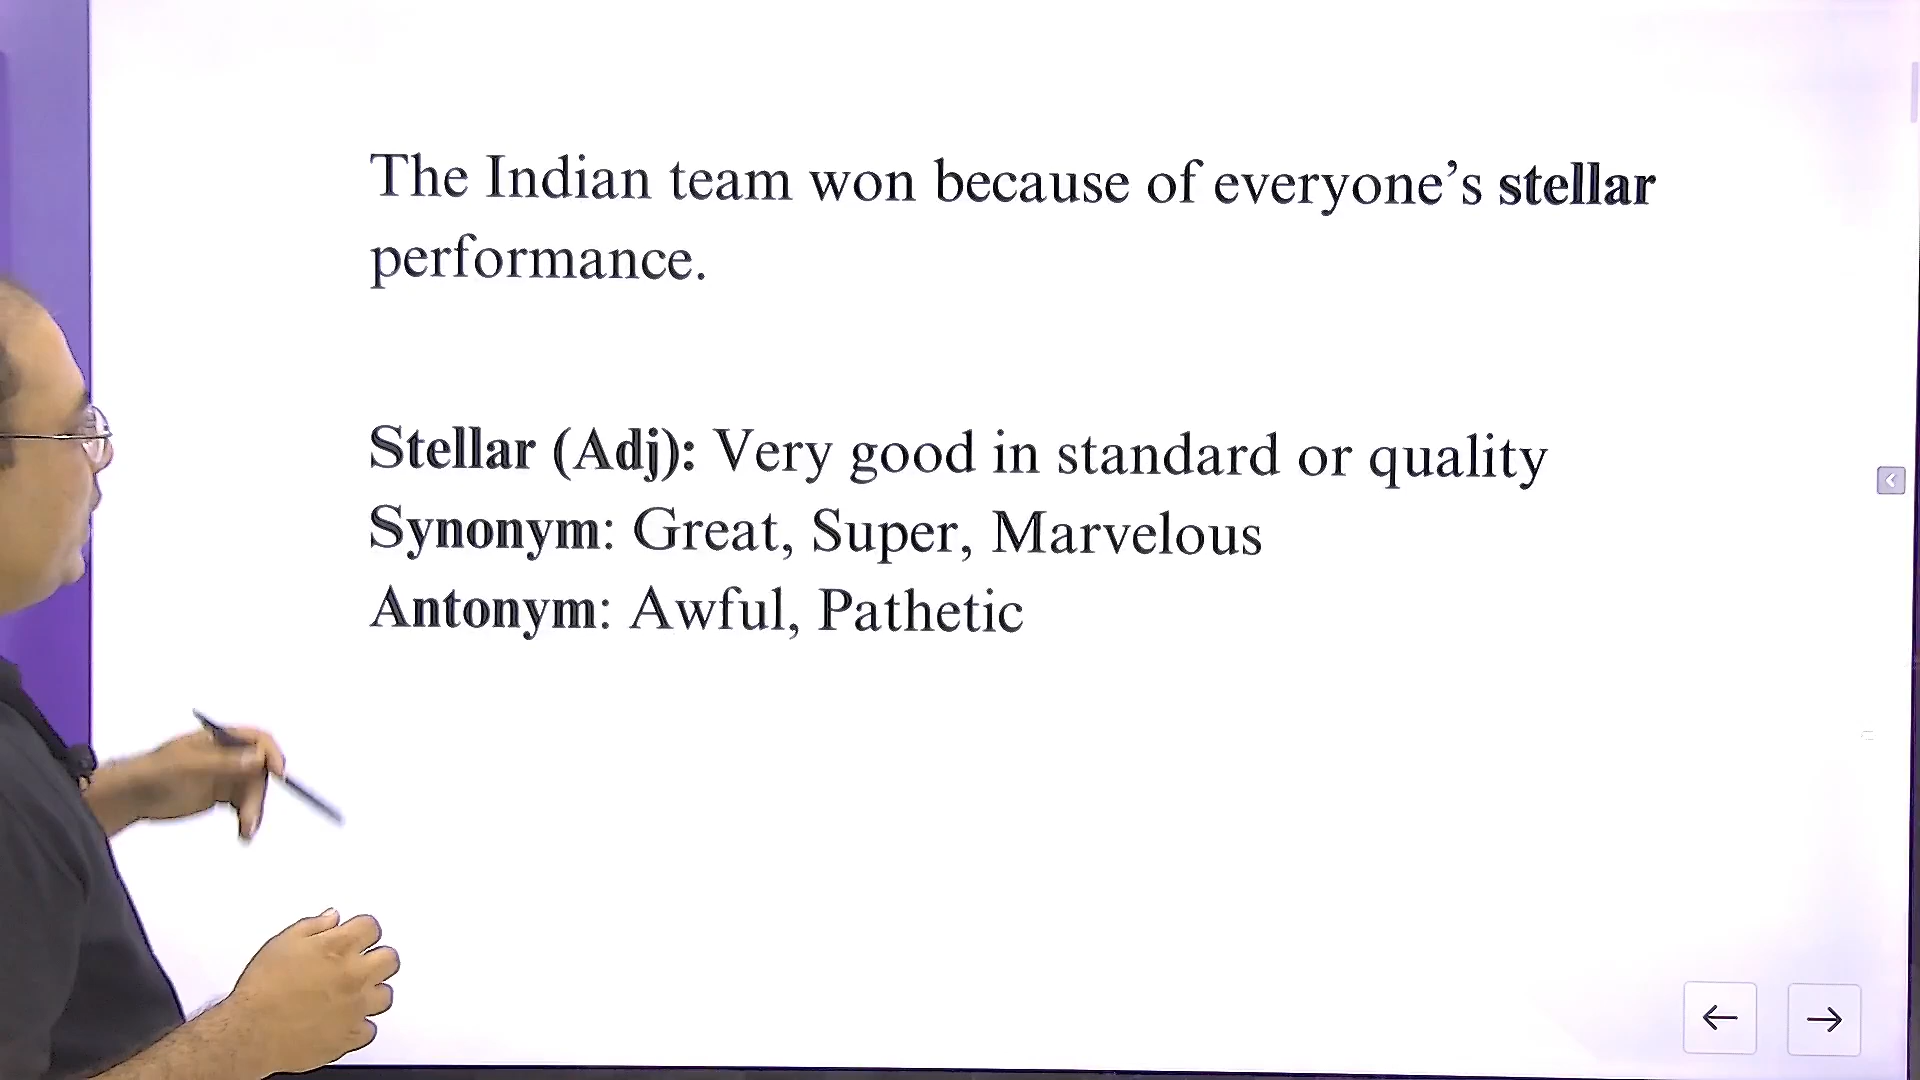 The Indian team won because of everyone’s stellar
performance.
Stellar (Adj): Very good in standard or quality
Synonym: Great, Super, Marvelous
Antonym: Awful, Pathetic